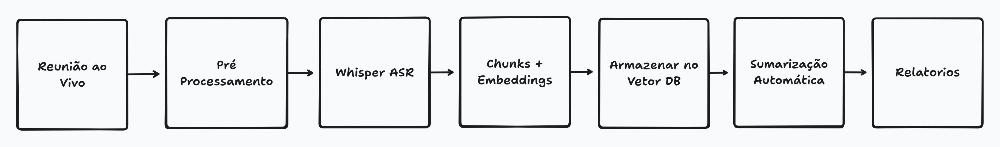 Reunião ao
Vivo
Pré
Processamento
Whisper ASR
Chunks +
Embeddings
Armazenar no
Vetor DB
Sumarização
Automática
Relatorios